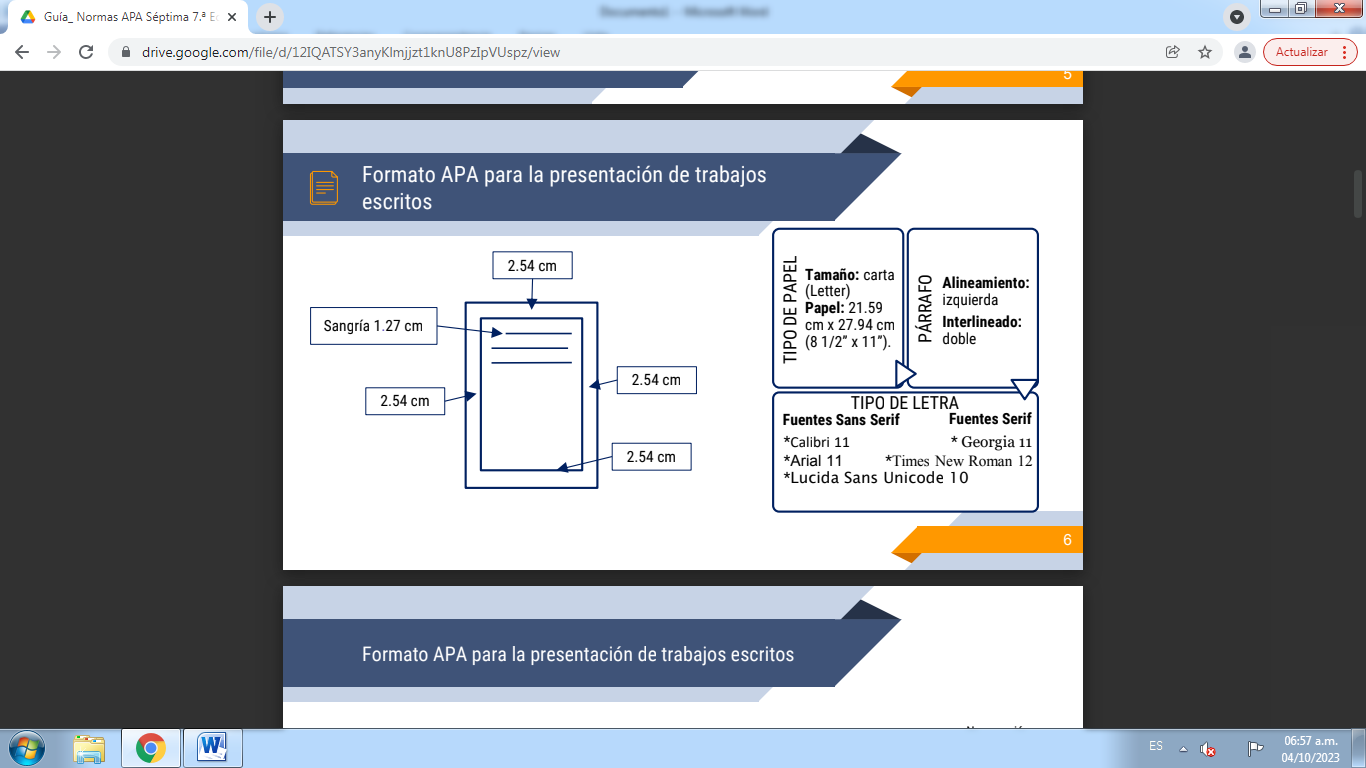 Guía_ Normas APA Séptima 7.ª E
Documento1 - Microsoft Word
drive.google.com/file/d/12IQATSY3anyKlmjjzt1knU8PzIpVUspz/view
Actualizar
5
Formato APA para la presentación de trabajos
escritos
2.54 cm
Sangría 1.27 cm
2.54 cm
2.54 cm
2.54 cm
TIPO DE PAPEL
Tamaño: carta
(Letter)
Papel: 21.59
cm x 27.94 cm
(8 1/2” x 11”).
PÁRRAFO
Alineamiento:
izquierda
Interlineado:
doble
TIPO DE LETRA
Fuentes Sans Serif
Fuentes Serif
*Calibri 11
* Georgia 11
*Arial 11
*Times New Roman 12
*Lucida Sans Unicode 10
6
Formato APA para la presentación de trabajos escritos
ES
06:57 a.m.
04/10/2023